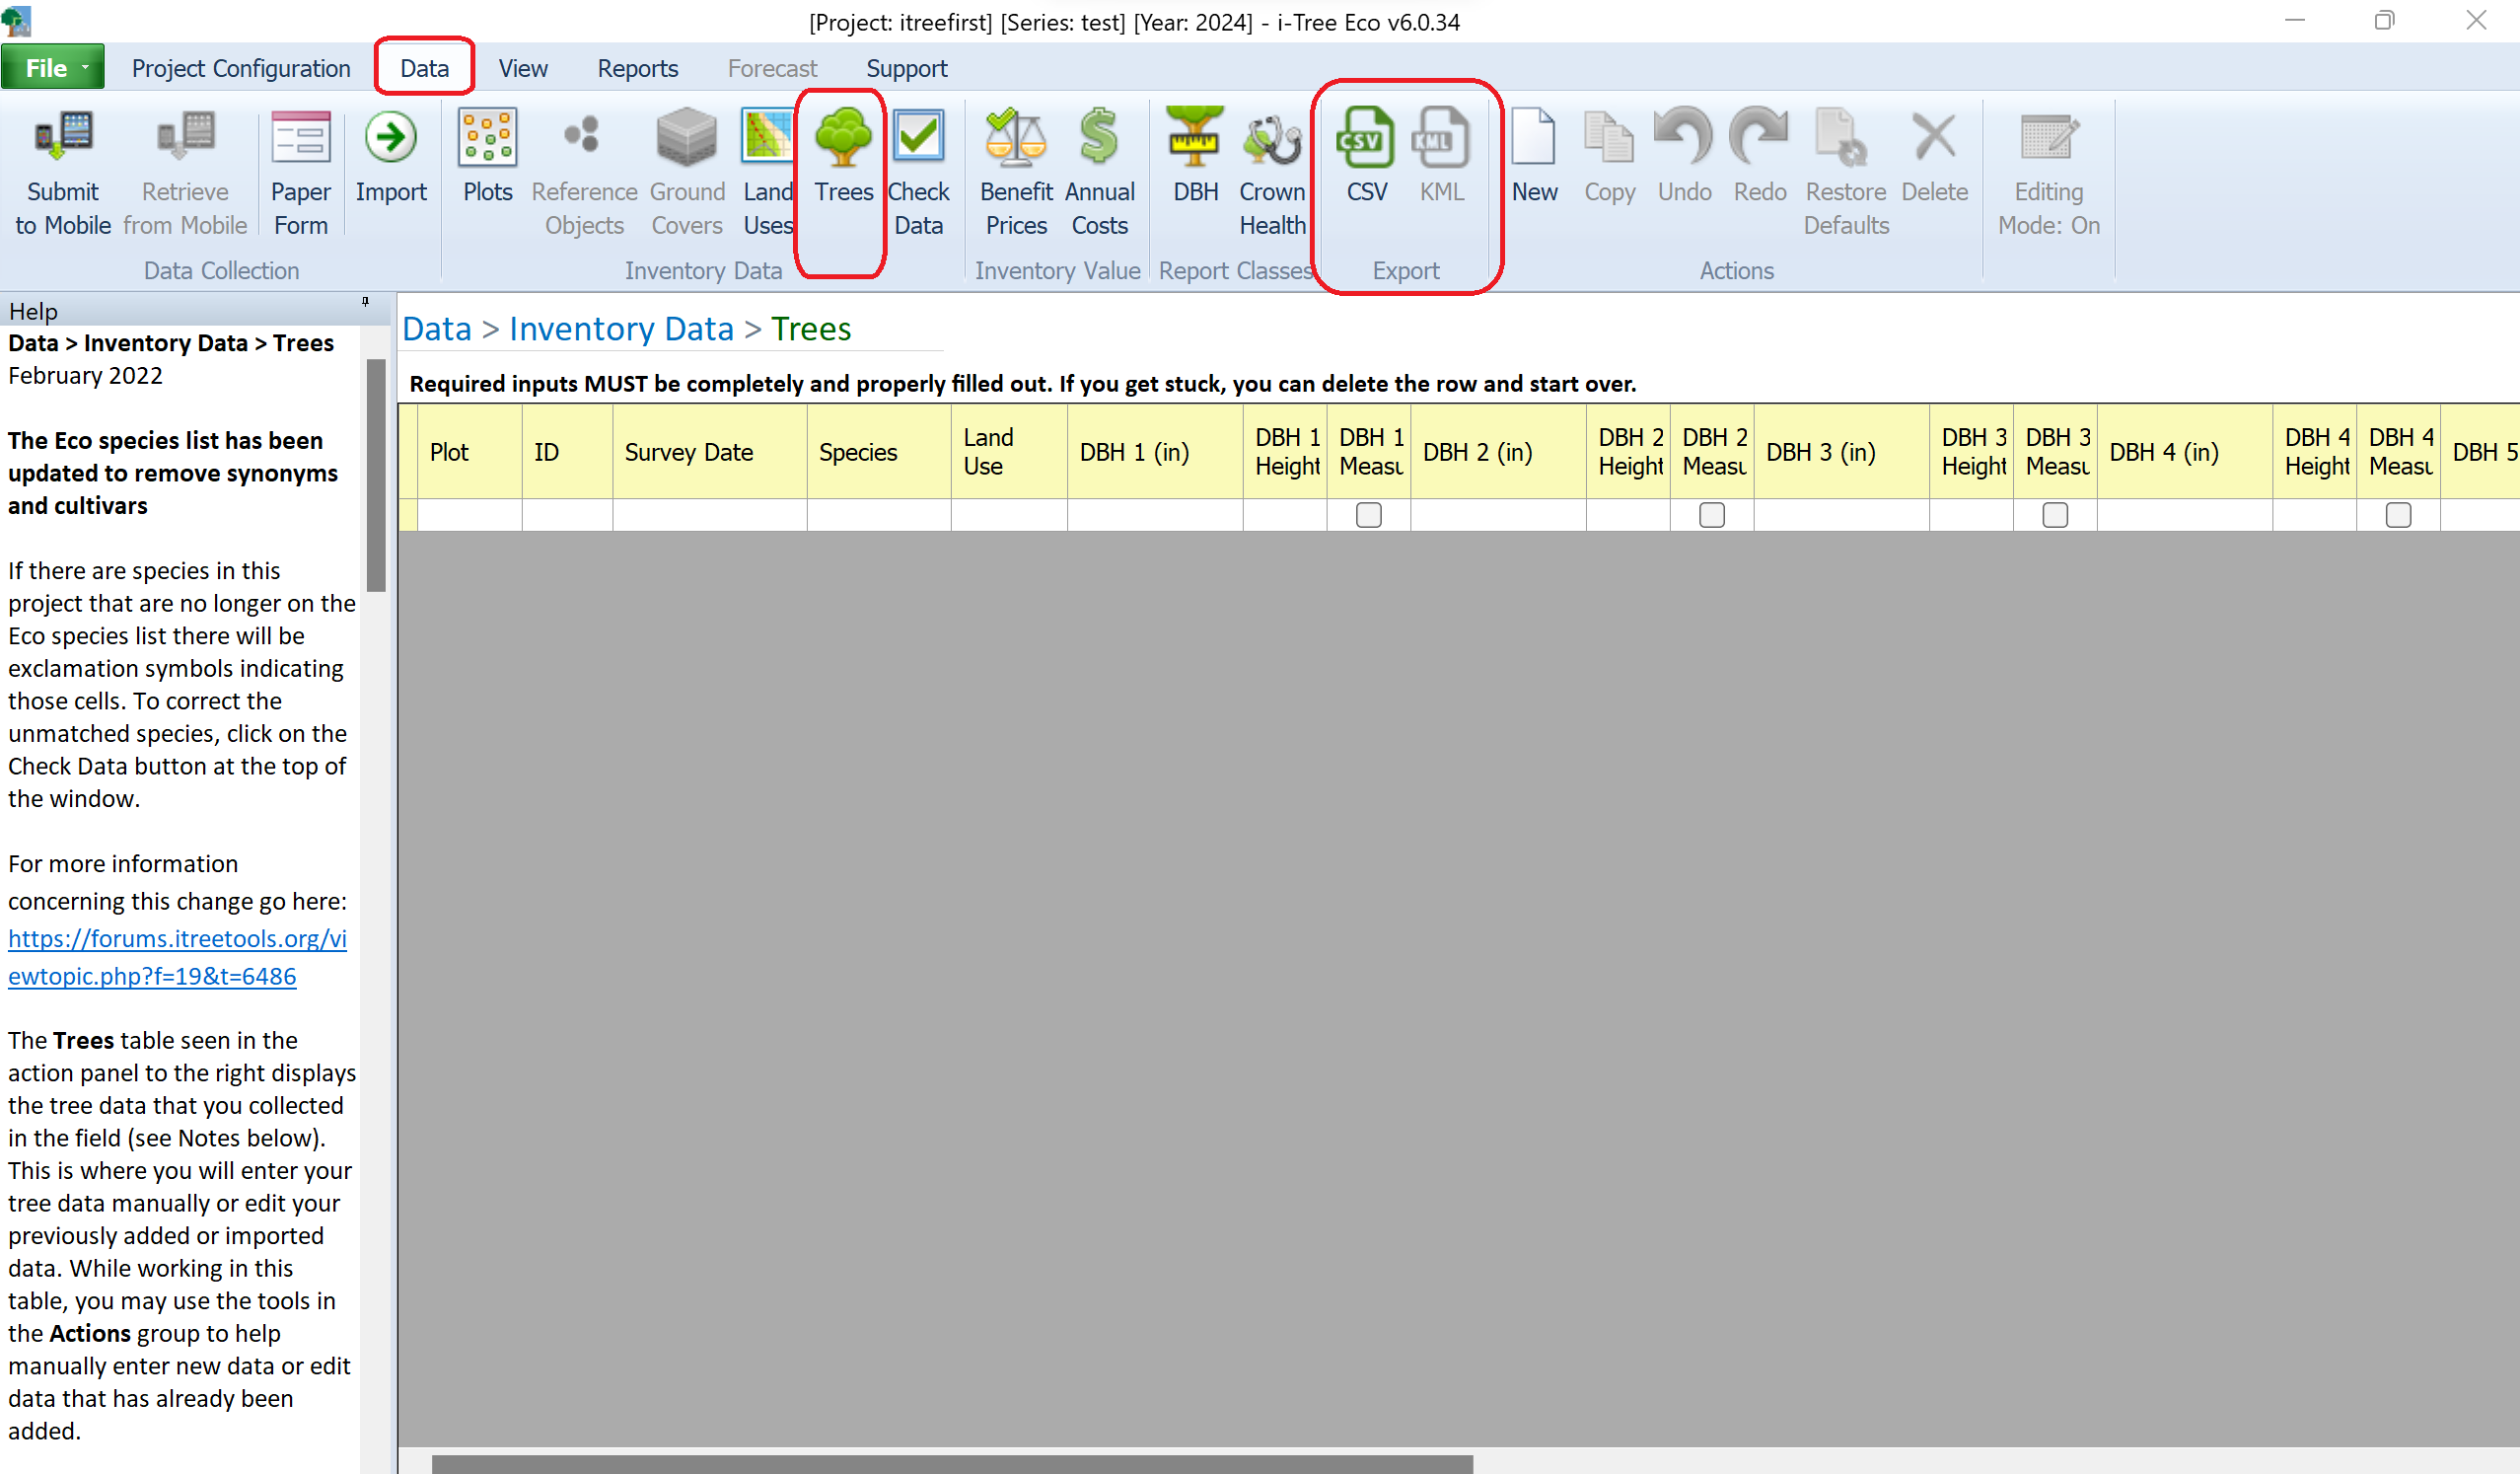 [Project: itreefirst] [Series: test] [Year: 2024] - i-Tree Eco v6.0.34
File Project Configuration Data View Reports Forecast Support
Submit to Mobile
Retrieve from Mobile
Paper Form
Import
Plots
Reference Objects
Ground Covers
Land Uses
Trees
Check Data
Benefit Prices
Annual Costs
DBH
Crown Health
CSV
CSV
KML
KML
New
Copy
Undo
Redo
Restore Defaults
Delete
Editing Mode: On
Data Collection
Inventory Data
Inventory Value
Report Classes
Export
Actions
Help
Data > Inventory Data > Trees
February 2022
The Eco species list has been
updated to remove synonyms
and cultivars
If there are species in this
project that are no longer on the
Eco species list there will be
exclamation symbols indicating
those cells. To correct the
unmatched species, click on the
Check Data button at the top of
the window.
For more information
concerning this change go here:
https://forums.itreetools.org/vi
ewtopic.php?f=19&t=6486
The Trees table seen in the
action panel to the right displays
the tree data that you collected
in the field (see Notes below).
This is where you will enter your
tree data manually or edit your
previously added or imported
data. While working in this
table, you may use the tools in
the Actions group to help
manually enter new data or edit
data that has already been
added.
Data > Inventory Data > Trees
Required inputs MUST be completely and properly filled out. If you get stuck, you can delete the row and start over.
Plot
ID
Survey Date
Species
Land Use
DBH 1 (in)
DBH 1 Height
DBH 1 Measu
DBH 2 (in)
DBH 2 Height
DBH 2 Measu
DBH 3 (in)
DBH 3 Height
DBH 3 Measu
DBH 4 (in)
DBH 4 Height
DBH 4 Measu
DBH 5